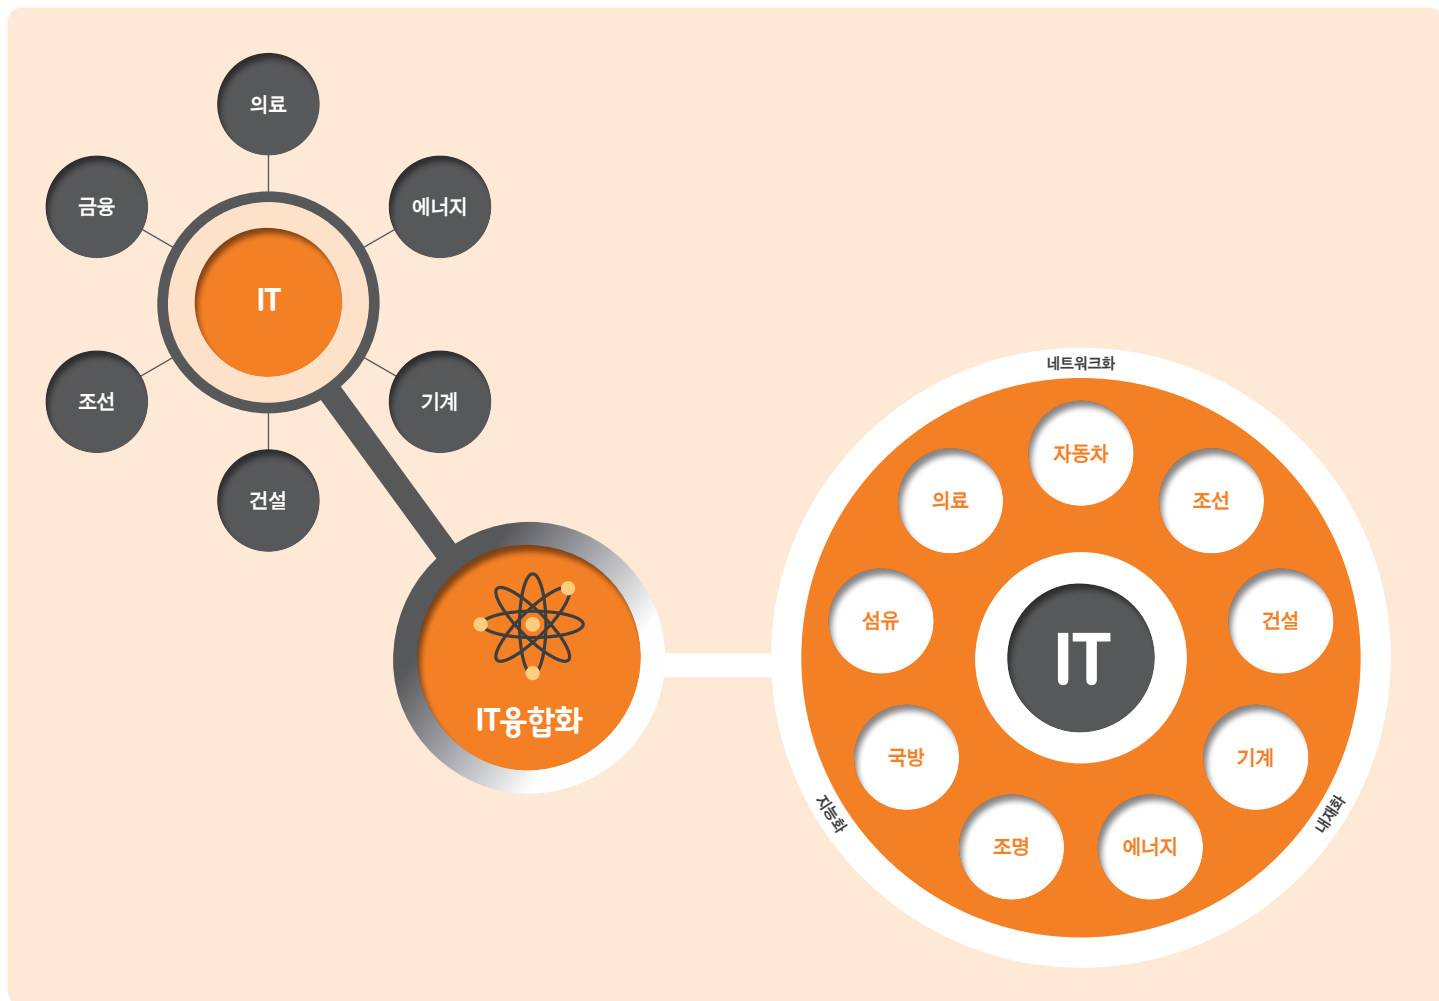 의료
금융
에너지
IT
조선
기계
건설
IT융합화
네트워크화
자동차
의료
조선
섬유
건설
IT
국방
기계
지능화
내재화
조명
에너지